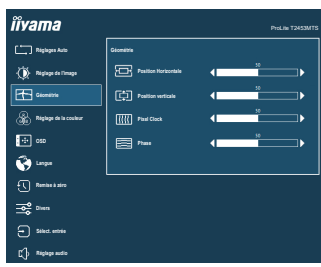 iiyama
ProLite T2453MTS
Réglages Auto
Réglage de l'image
Géométrie
Réglage de la couleur
OSD
Langue
Remise à zéro
Divers
Sélect. entrée
Réglage audio
Géométrie
Position Horizontale
50
Position verticale
50
Pixel Clock
50
Phase
50